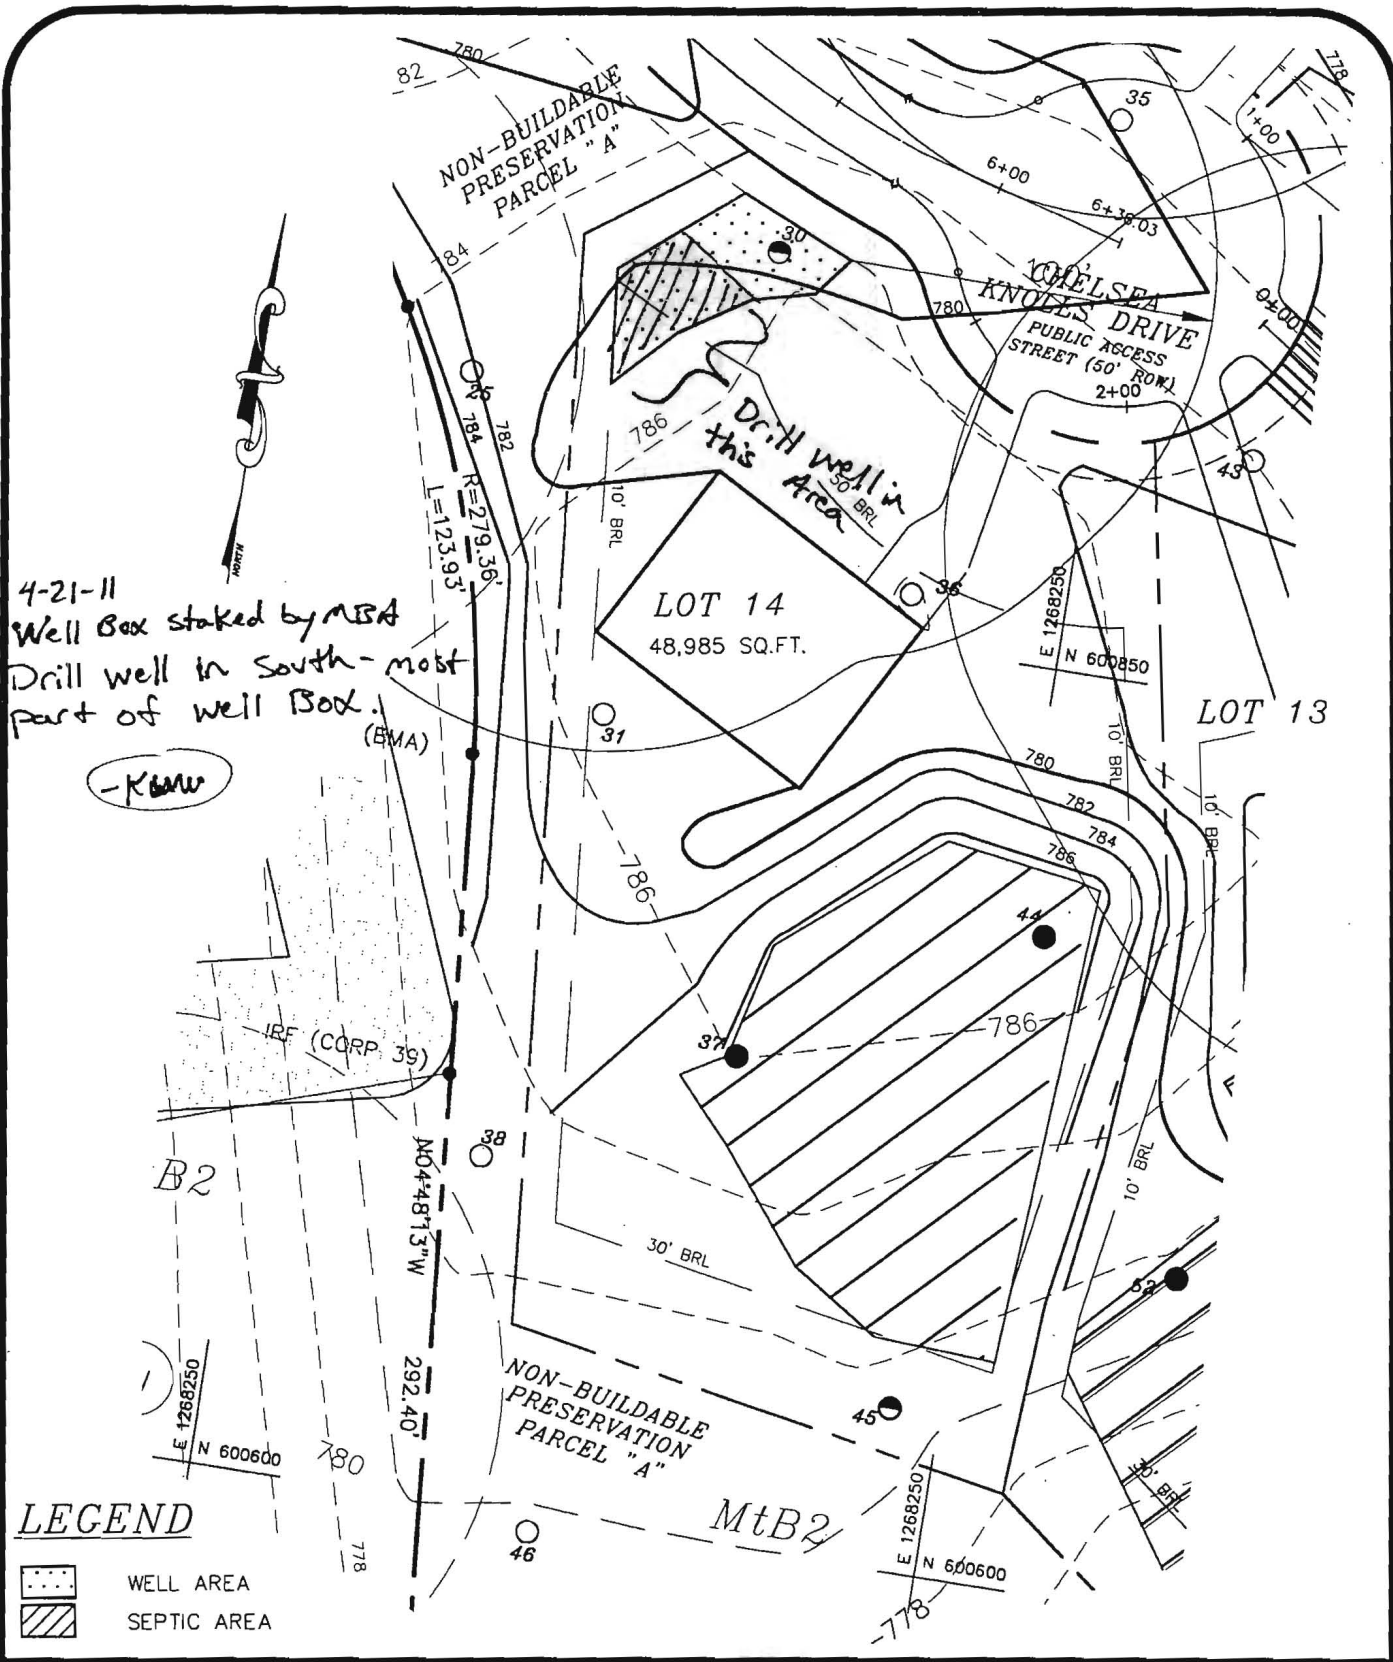 780
82
NON-BUILDABLE
PRESERVATION
PARCEL "A"
84
778
35
1+00
6+00
6+36.03
30
100'
CHELSEA
KNOLLS DRIVE
PUBLIC ACCESS
STREET (50' ROW)
2+00
0+00
780
784
782
786
Drill well in
this Area
50' BRL
10' BRL
43
R=279.36'
L=123.93'
NORTH
4-21-11
Well Box staked by MBA
Drill well in South-most
part of well Box.
(BMA)
LOT 14
48,985 SQ.FT.
36
E 1268250
N 600850
LOT 13
31
10' BRL
10' BRL
780
782
784
786
786
44
37
786
IRF (CORP 39)
38
B2
N04°48'13"W
292.40'
10' BRL
30' BRL
52
NON-BUILDABLE
PRESERVATION
PARCEL "A"
45
30' BRL
E 1268250
N 600600
780
778
MtB2
46
E 1268250
N 600600
778
LEGEND
WELL AREA
SEPTIC AREA